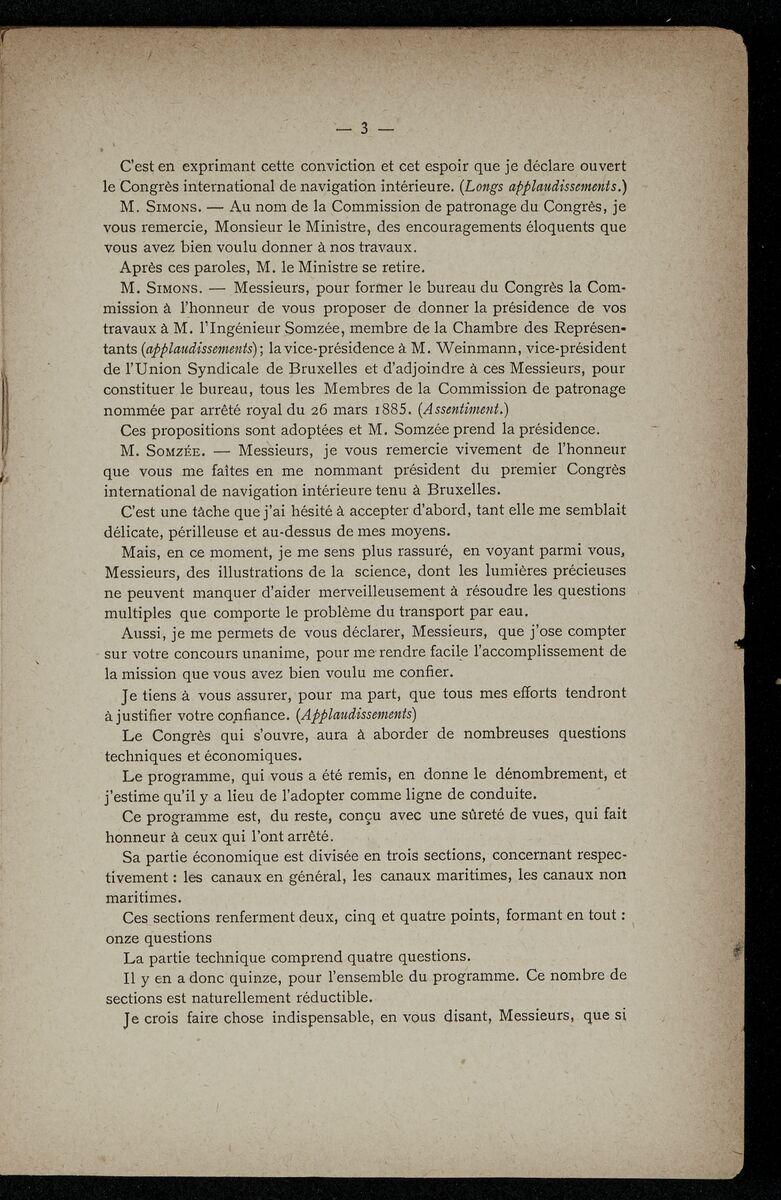 — 3 —
C'est en exprimant cette conviction et cet espoir que je déclare ouvert
le Congrès international de navigation intérieure. (Longs applaudissements.)
M. SIMONS. — Au nom de la Commission de patronage du Congrès, je
vous remercie, Monsieur le Ministre, des encouragements éloquents que
vous avez bien voulu donner à nos travaux.
Après ces paroles, M. le Ministre se retire.
M. SIMONS. — Messieurs, pour former le bureau du Congrès la Com-
mission à l'honneur de vous proposer de donner la présidence de vos
travaux à M. l'Ingénieur Somzée, membre de la Chambre des Représen-
tants (applaudissements); la vice-présidence à M. Weinmann, vice-président
de l'Union Syndicale de Bruxelles et d'adjoindre à ces Messieurs, pour
constituer le bureau, tous les Membres de la Commission de patronage
nommée par arrêté royal du 26 mars 1885. (Assentiment.)
Ces propositions sont adoptées et M. Somzée prend la présidence.
M. SOMZÉE. — Messieurs, je vous remercie vivement de l'honneur
que vous me faîtes en me nommant président du premier Congrès
international de navigation intérieure tenu à Bruxelles.
C'est une tâche que j'ai hésité à accepter d'abord, tant elle me semblait
délicate, périlleuse et au-dessus de mes moyens.
Mais, en ce moment, je me sens plus rassuré, en voyant parmi vous,
Messieurs, des illustrations de la science, dont les lumières précieuses
ne peuvent manquer d'aider merveilleusement à résoudre les questions
multiples que comporte le problème du transport par eau.
Aussi, je me permets de vous déclarer, Messieurs, que j'ose compter
sur votre concours unanime, pour me rendre facile l'accomplissement de
la mission que vous avez bien voulu me confier.
Je tiens à vous assurer, pour ma part, que tous mes efforts tendront
à justifier votre confiance. (Applaudissements)
Le Congrès qui s'ouvre, aura à aborder de nombreuses questions
techniques et économiques.
Le programme, qui vous a été remis, en donne le dénombrement, et
j'estime qu'il y a lieu de l'adopter comme ligne de conduite.
Ce programme est, du reste, conçu avec une sûreté de vues, qui fait
honneur à ceux qui l'ont arrêté.
Sa partie économique est divisée en trois sections, concernant respec-
tivement : les canaux en général, les canaux maritimes, les canaux non
maritimes.
Ces sections renferment deux, cinq et quatre points, formant en tout :
onze questions
La partie technique comprend quatre questions.
Il y en a donc quinze, pour l'ensemble du programme. Ce nombre de
sections est naturellement réductible.
Je crois faire chose indispensable, en vous disant, Messieurs, que si